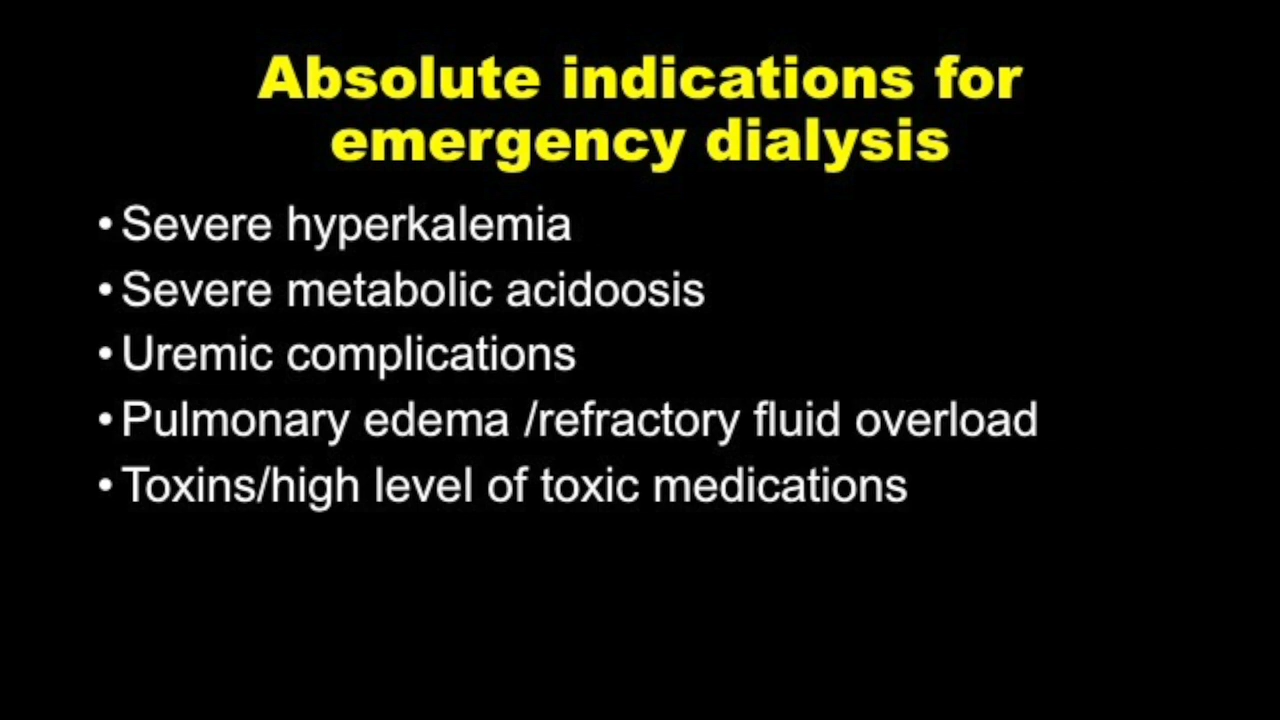 Absolute indications for
emergency dialysis
• Severe hyperkalemia
• Severe metabolic acidoosis
• Uremic complications
• Pulmonary edema /refractory fluid overload
• Toxins/high level of toxic medications